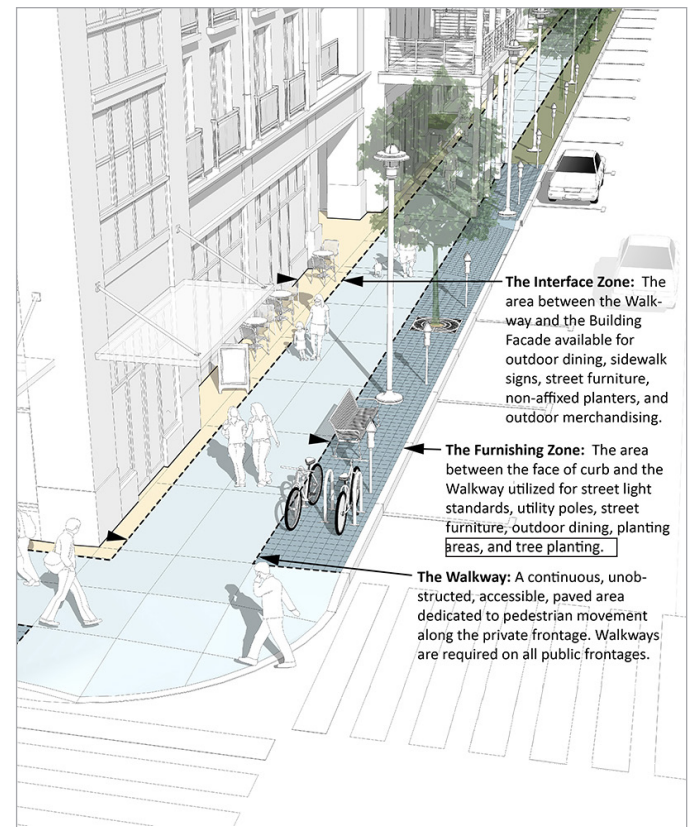 The Interface Zone: The
area between the Walk-
way and the Building
Facade available for
outdoor dining, sidewalk
signs, street furniture,
non-affixed planters, and
outdoor merchandising.
The Furnishing Zone: The area
between the face of curb and the
Walkway utilized for street light
standards, utility poles, street
furniture, outdoor dining, planting
areas, and tree planting.
The Walkway: A continuous, unob-
structed, accessible, paved area
dedicated to pedestrian movement
along the private frontage. Walkways
are required on all public frontages.